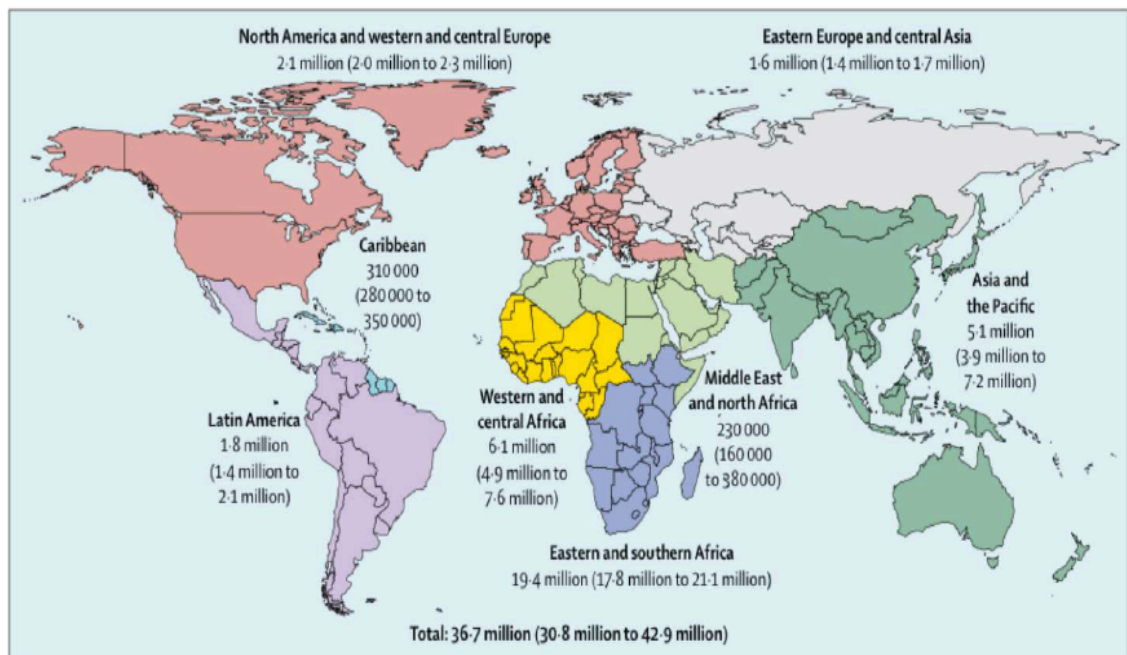 North America and western and central Europe
2·1 million (2·0 million to 2·3 million)
Eastern Europe and central Asia
1·6 million (1·4 million to 1·7 million)
Caribbean
310 000
(280 000 to
350 000)
Asia and
the Pacific
5·1 million
(3·9 million to
7·2 million)
Latin America
1·8 million
(1·4 million to
2·1 million)
Western and
central Africa
6·1 million
(4·9 million to
7·6 million)
Middle East
and north Africa
230 000
(160 000
to 380 000)
Eastern and southern Africa
19·4 million (17·8 million to 21·1 million)
Total: 36·7 million (30·8 million to 42·9 million)